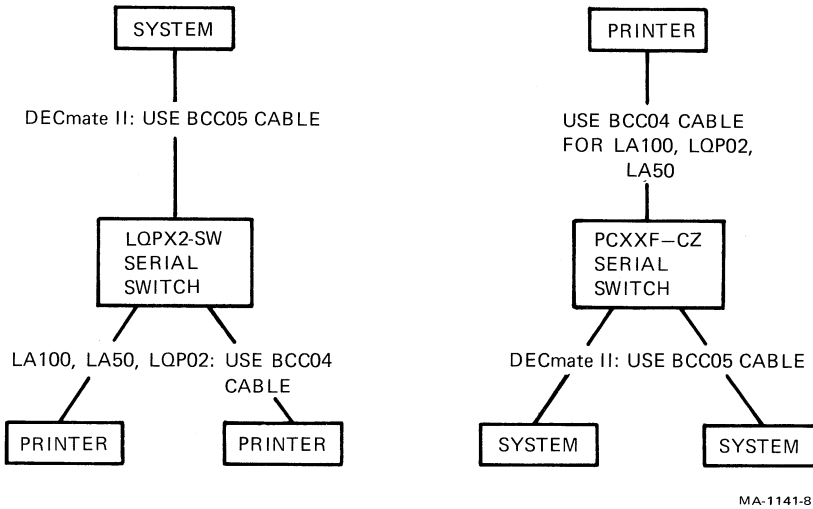 SYSTEM
DECmate II: USE BCC05 CABLE
LQPX2-SW
SERIAL
SWITCH
LA100, LA50, LQP02: USE BCC04
CABLE
PRINTER
PRINTER
PRINTER
USE BCC04 CABLE
FOR LA100, LQP02,
LA50
PCXXF–CZ
SERIAL
SWITCH
DECmate II: USE BCC05 CABLE
SYSTEM
SYSTEM
MA-1141-8